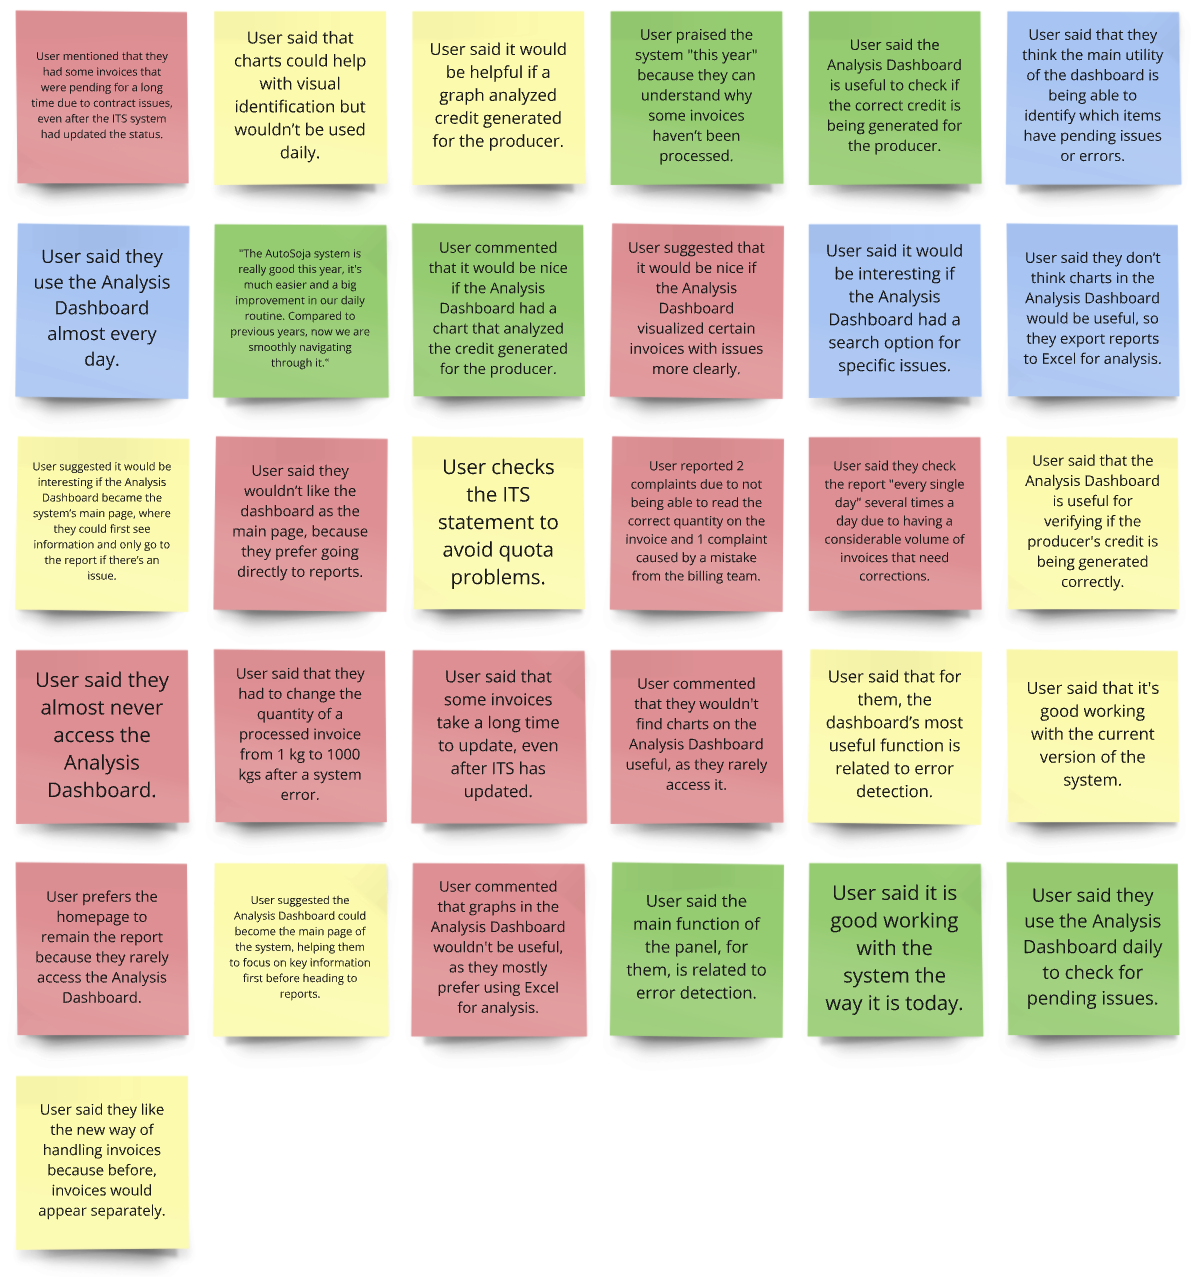 User mentioned that they
had some invoices that
were pending for a long
time due to contract issues,
even after the ITS system
had updated the status.
User said that
charts could help
with visual
identification but
wouldn't be used
daily.
User said it would
be helpful if a
graph analyzed
credit generated
for the producer.
User praised the
system "this year"
because they can
understand why
some invoices
haven't been
processed.
User said the
Analysis Dashboard
is useful to check if
the correct credit is
being generated for
the producer.
User said that they
think the main utility
of the dashboard is
being able to
identify which items
have pending issues
or errors.
User said they
use the Analysis
Dashboard
almost every
day.
"The AutoSoja system is
really good this year, it's
much easier and a big
improvement in our daily
routine. Compared to
previous years, now we are
smoothly navigating
through it."
User commented
that it would be nice
if the Analysis
Dashboard had a
chart that analyzed
the credit generated
for the producer.
User suggested that
it would be nice if
the Analysis
Dashboard
visualized certain
invoices with issues
more clearly.
User said it would
be interesting if
the Analysis
Dashboard had a
search option for
specific issues.
User said they don't
think charts in the
Analysis Dashboard
would be useful, so
they export reports
to Excel for analysis.
User suggested it would be
interesting if the Analysis
Dashboard became the
system's main page, where
they could first see
information and only go to
the report if there's an
issue.
User said they
wouldn't like the
dashboard as the
main page, because
they prefer going
directly to reports.
User checks
the ITS
statement to
avoid quota
problems.
User reported 2
complaints due to not
being able to read the
correct quantity on the
invoice and 1 complaint
caused by a mistake
from the billing team.
User said they check
the report "every single
day" several times a
day due to having a
considerable volume of
invoices that need
corrections.
User said that the
Analysis Dashboard
is useful for
verifying if the
producer's credit is
being generated
correctly.
User said they
almost never
access the
Analysis
Dashboard.
User said that they
had to change the
quantity of a
processed invoice
from 1 kg to 1000
kgs after a system
error.
User said that
some invoices
take a long time
to update, even
after ITS has
updated.
User commented
that they wouldn't
find charts on the
Analysis Dashboard
useful, as they rarely
access it.
User said that for
them, the
dashboard's most
useful function is
related to error
detection.
User said that it's
good working
with the current
version of the
system.
User prefers the
homepage to
remain the report
because they rarely
access the Analysis
Dashboard.
User suggested the
Analysis Dashboard could
become the main page of
the system, helping them
to focus on key information
first before heading to
reports.
User commented
that graphs in the
Analysis Dashboard
wouldn't be useful,
as they mostly
prefer using Excel
for analysis.
User said the
main function of
the panel, for
them, is related to
error detection.
User said it is
good working
with the
system the
way it is today.
User said they
use the Analysis
Dashboard daily
to check for
pending issues.
User said they like
the new way of
handling invoices
because before,
invoices would
appear separately.